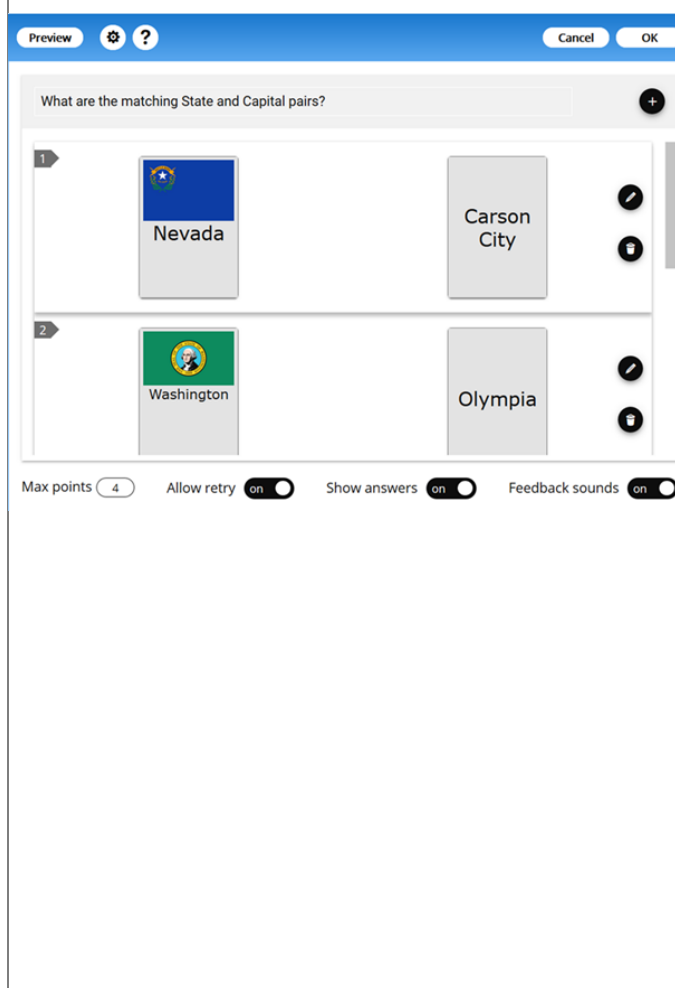 Preview ? Cancel OK
What are the matching State and Capital pairs? +
1
Nevada
Carson
City
2
Washington
Olympia
Max points 4 Allow retry on Show answers on Feedback sounds on